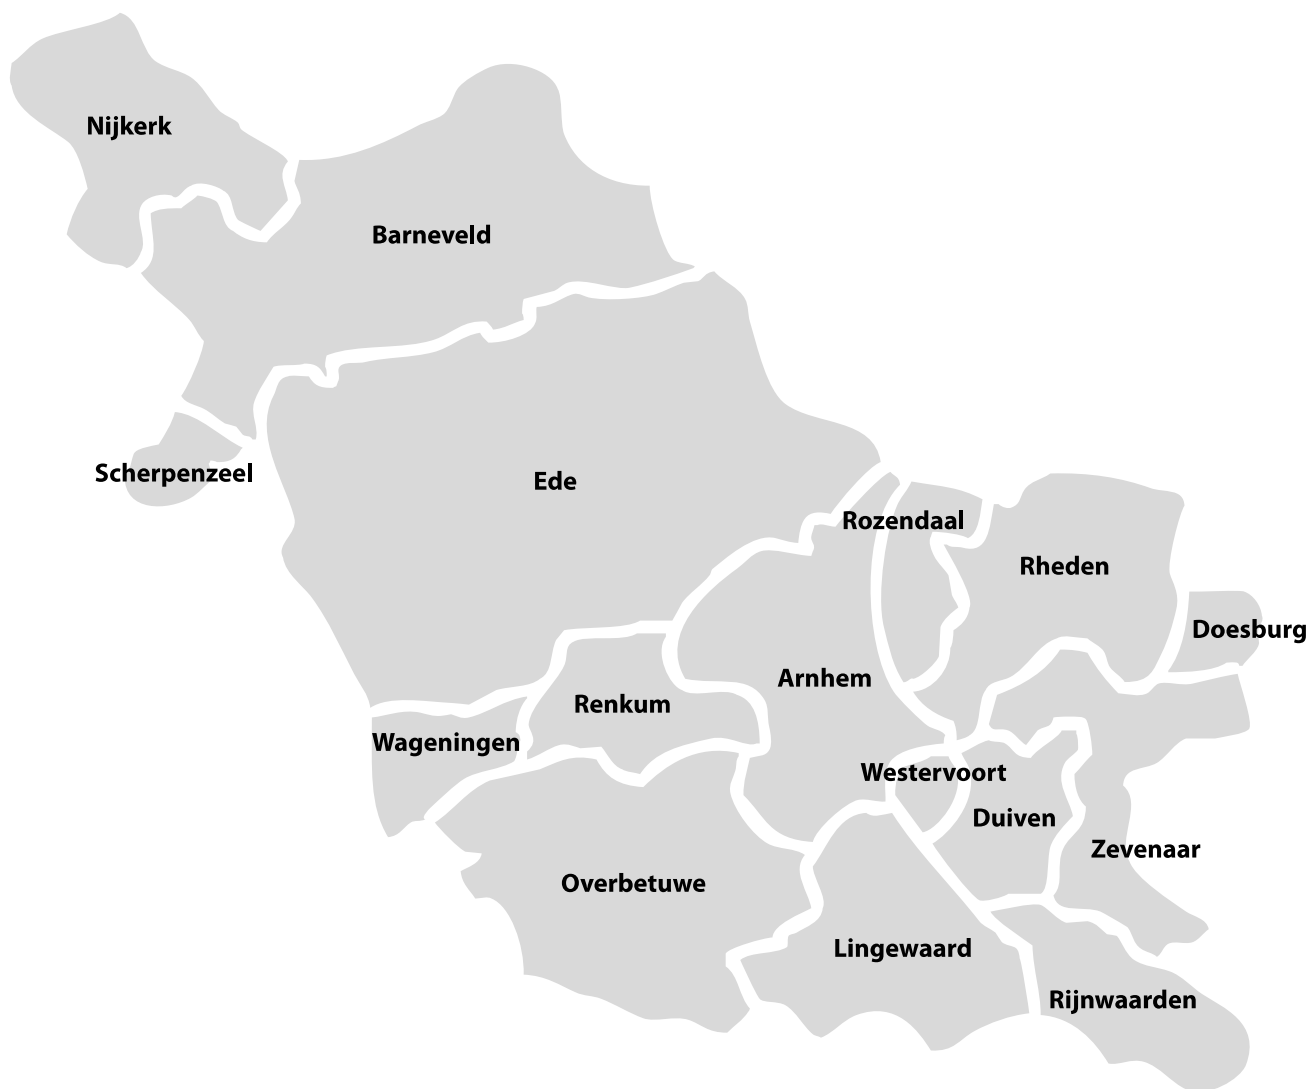 Nijkerk
Barneveld
Scherpenzeel
Ede
Rozendaal
Rheden
Doesburg
Arnhem
Renkum
Wageningen
Westervoort
Duiven
Zevenaar
Overbetuwe
Lingewaard
Rijnwaarden